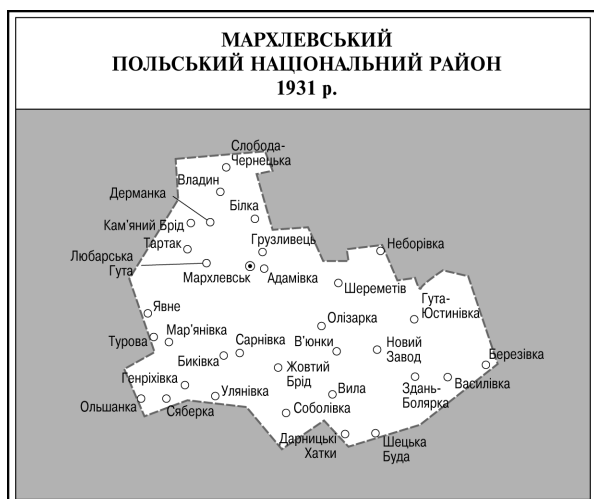 МАРХЛЕВСЬКИЙ
ПОЛЬСЬКИЙ НАЦІОНАЛЬНИЙ РАЙОН
1931 р.
Слобода-
Чернецька
Владин
Дерманка
Білка
Кам'яний Брід
Тартак
Грузливець
Неборівка
Любарська
Гута
Мархлевськ
Адамівка
Шереметів
Гута-
Юстинівка
Явне
Олізарка
Турова
Мар'янівка
Сарнівка
В'юнки
Новий
Завод
Березівка
Биківка
Жовтий
Брід
Генріхівка
Улянівка
Вила
Здань-
Болярка
Василівка
Ольшанка
Сяберка
Соболівка
Дарницькі
Хатки
Шецька
Буда